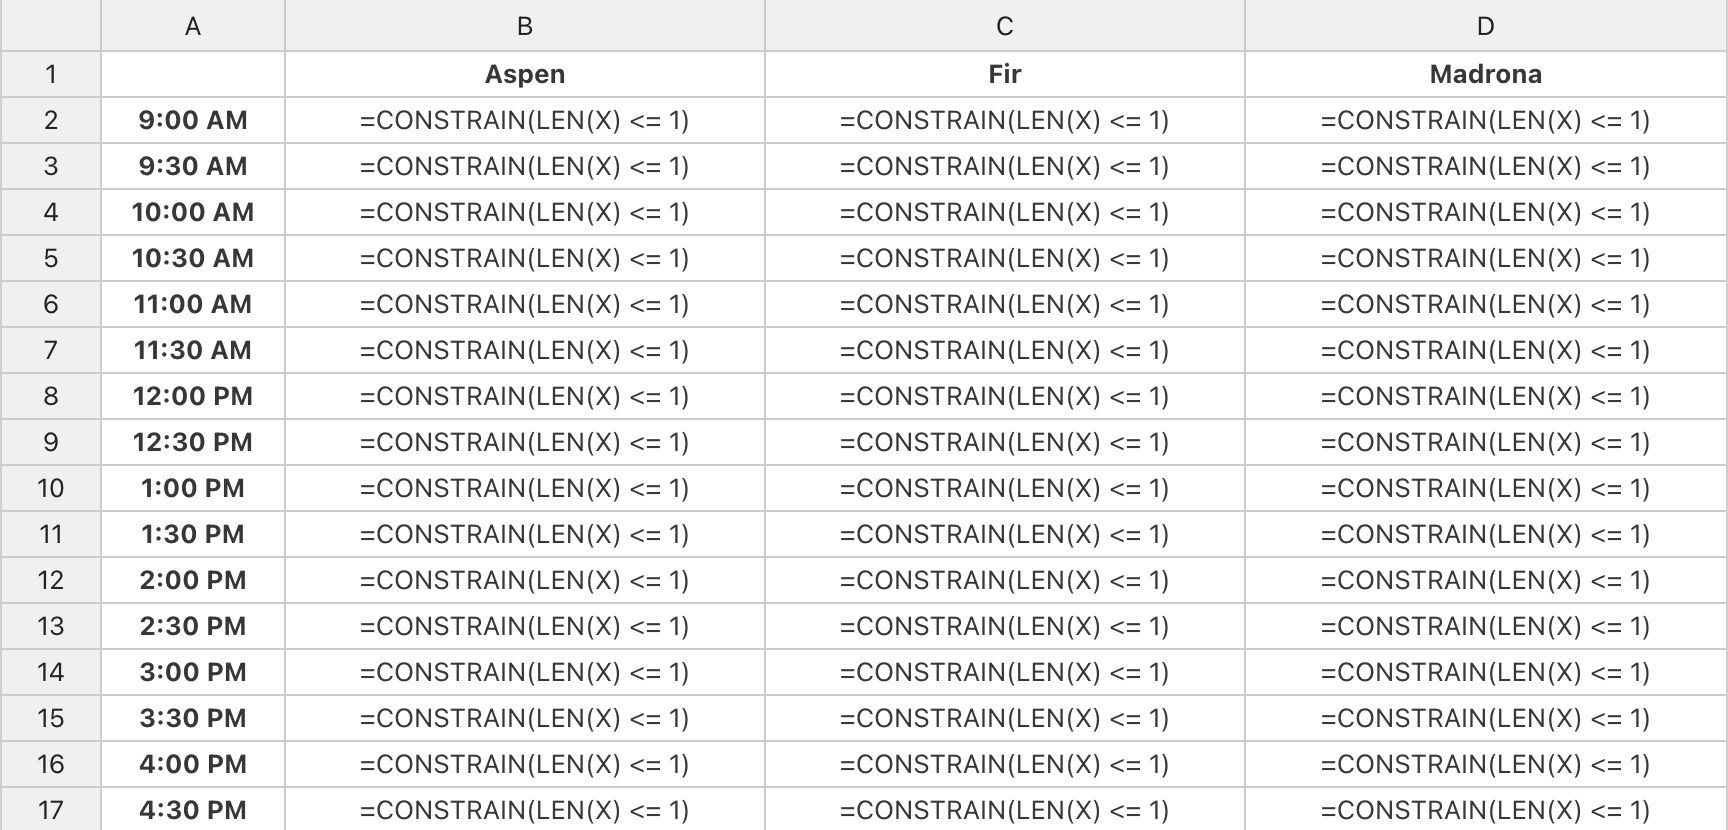 A B C D
1 Aspen Fir Madrona
2 9:00 AM =CONSTRAIN(LEN(X) <= 1) =CONSTRAIN(LEN(X) <= 1) =CONSTRAIN(LEN(X) <= 1)
3 9:30 AM =CONSTRAIN(LEN(X) <= 1) =CONSTRAIN(LEN(X) <= 1) =CONSTRAIN(LEN(X) <= 1)
4 10:00 AM =CONSTRAIN(LEN(X) <= 1) =CONSTRAIN(LEN(X) <= 1) =CONSTRAIN(LEN(X) <= 1)
5 10:30 AM =CONSTRAIN(LEN(X) <= 1) =CONSTRAIN(LEN(X) <= 1) =CONSTRAIN(LEN(X) <= 1)
6 11:00 AM =CONSTRAIN(LEN(X) <= 1) =CONSTRAIN(LEN(X) <= 1) =CONSTRAIN(LEN(X) <= 1)
7 11:30 AM =CONSTRAIN(LEN(X) <= 1) =CONSTRAIN(LEN(X) <= 1) =CONSTRAIN(LEN(X) <= 1)
8 12:00 PM =CONSTRAIN(LEN(X) <= 1) =CONSTRAIN(LEN(X) <= 1) =CONSTRAIN(LEN(X) <= 1)
9 12:30 PM =CONSTRAIN(LEN(X) <= 1) =CONSTRAIN(LEN(X) <= 1) =CONSTRAIN(LEN(X) <= 1)
10 1:00 PM =CONSTRAIN(LEN(X) <= 1) =CONSTRAIN(LEN(X) <= 1) =CONSTRAIN(LEN(X) <= 1)
11 1:30 PM =CONSTRAIN(LEN(X) <= 1) =CONSTRAIN(LEN(X) <= 1) =CONSTRAIN(LEN(X) <= 1)
12 2:00 PM =CONSTRAIN(LEN(X) <= 1) =CONSTRAIN(LEN(X) <= 1) =CONSTRAIN(LEN(X) <= 1)
13 2:30 PM =CONSTRAIN(LEN(X) <= 1) =CONSTRAIN(LEN(X) <= 1) =CONSTRAIN(LEN(X) <= 1)
14 3:00 PM =CONSTRAIN(LEN(X) <= 1) =CONSTRAIN(LEN(X) <= 1) =CONSTRAIN(LEN(X) <= 1)
15 3:30 PM =CONSTRAIN(LEN(X) <= 1) =CONSTRAIN(LEN(X) <= 1) =CONSTRAIN(LEN(X) <= 1)
16 4:00 PM =CONSTRAIN(LEN(X) <= 1) =CONSTRAIN(LEN(X) <= 1) =CONSTRAIN(LEN(X) <= 1)
17 4:30 PM =CONSTRAIN(LEN(X) <= 1) =CONSTRAIN(LEN(X) <= 1) =CONSTRAIN(LEN(X) <= 1)